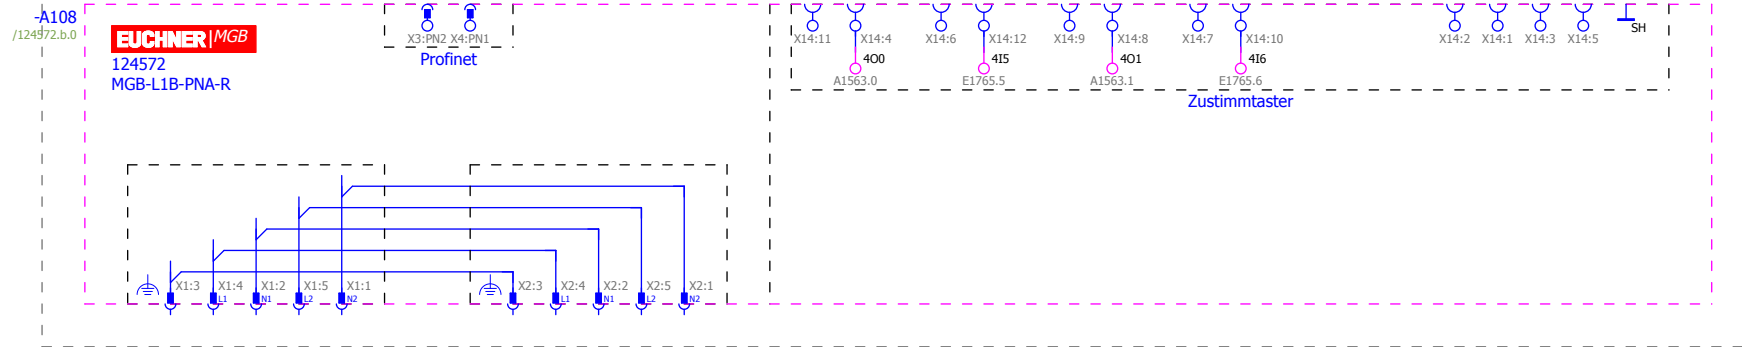 -A108
/124572.b.0
EUCHNER|MGB
124572
MGB-L1B-PNA-R
X3:PN2 X4:PN1
Profinet
X14:11 X14:4 X14:6 X14:12 X14:9 X14:8 X14:7 X14:10 X14:2 X14:1 X14:3 X14:5 SH
4O0 4I5 4O1 4I6
A1563.0 E1765.5 A1563.1 E1765.6
Zustimmtaster
X1:3 X1:4 X1:2 X1:5 X1:1 X2:3 X2:4 X2:2 X2:5 X2:1
L1 N1 L2 N2 L1 N1 L2 N2